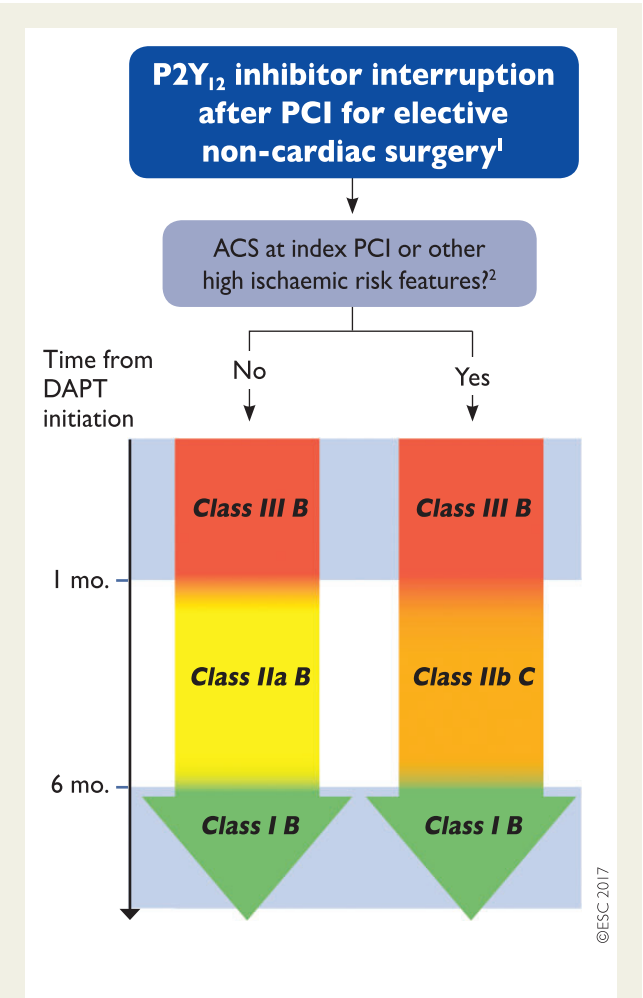 P2Y₁₂ inhibitor interruption
after PCI for elective
non-cardiac surgery¹
ACS at index PCI or other
high ischaemic risk features?²
Time from
DAPT
initiation
No
Yes
Class III B
Class III B
1 mo.
Class IIa B
Class IIb C
6 mo.
Class I B
Class I B
©ESC 2017